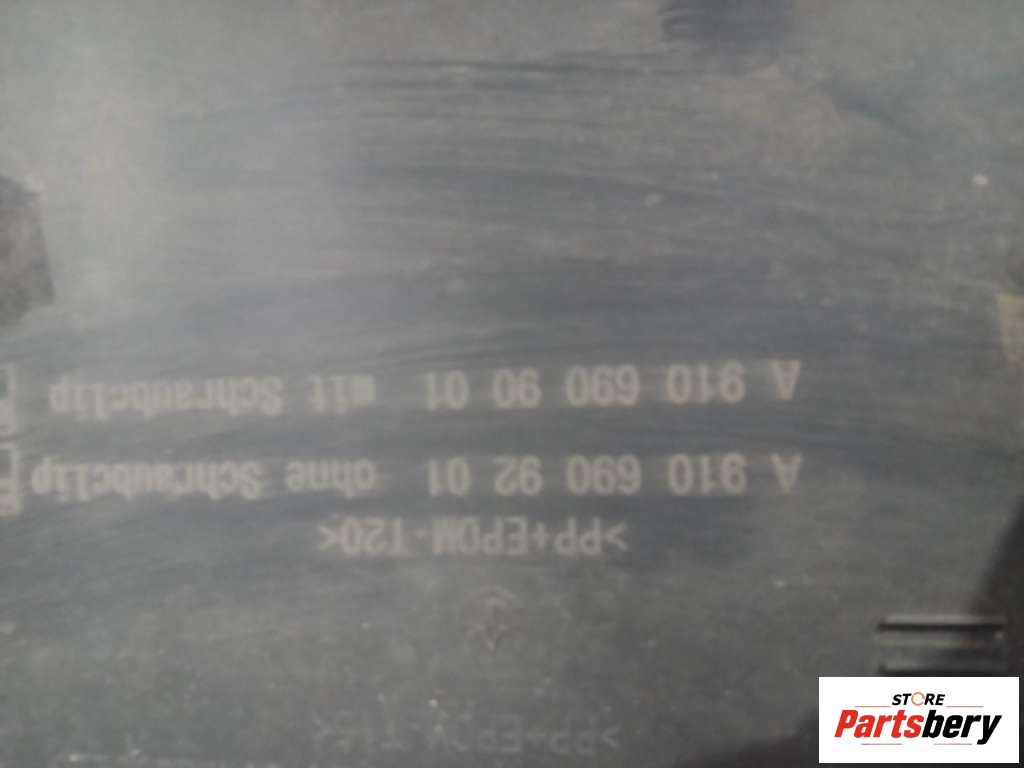 >PP+EPDM-T20<
A 910 690 92 01 ohne Schraubclip
A 910 690 90 01 mit Schraubclip
STORE
Partsbery